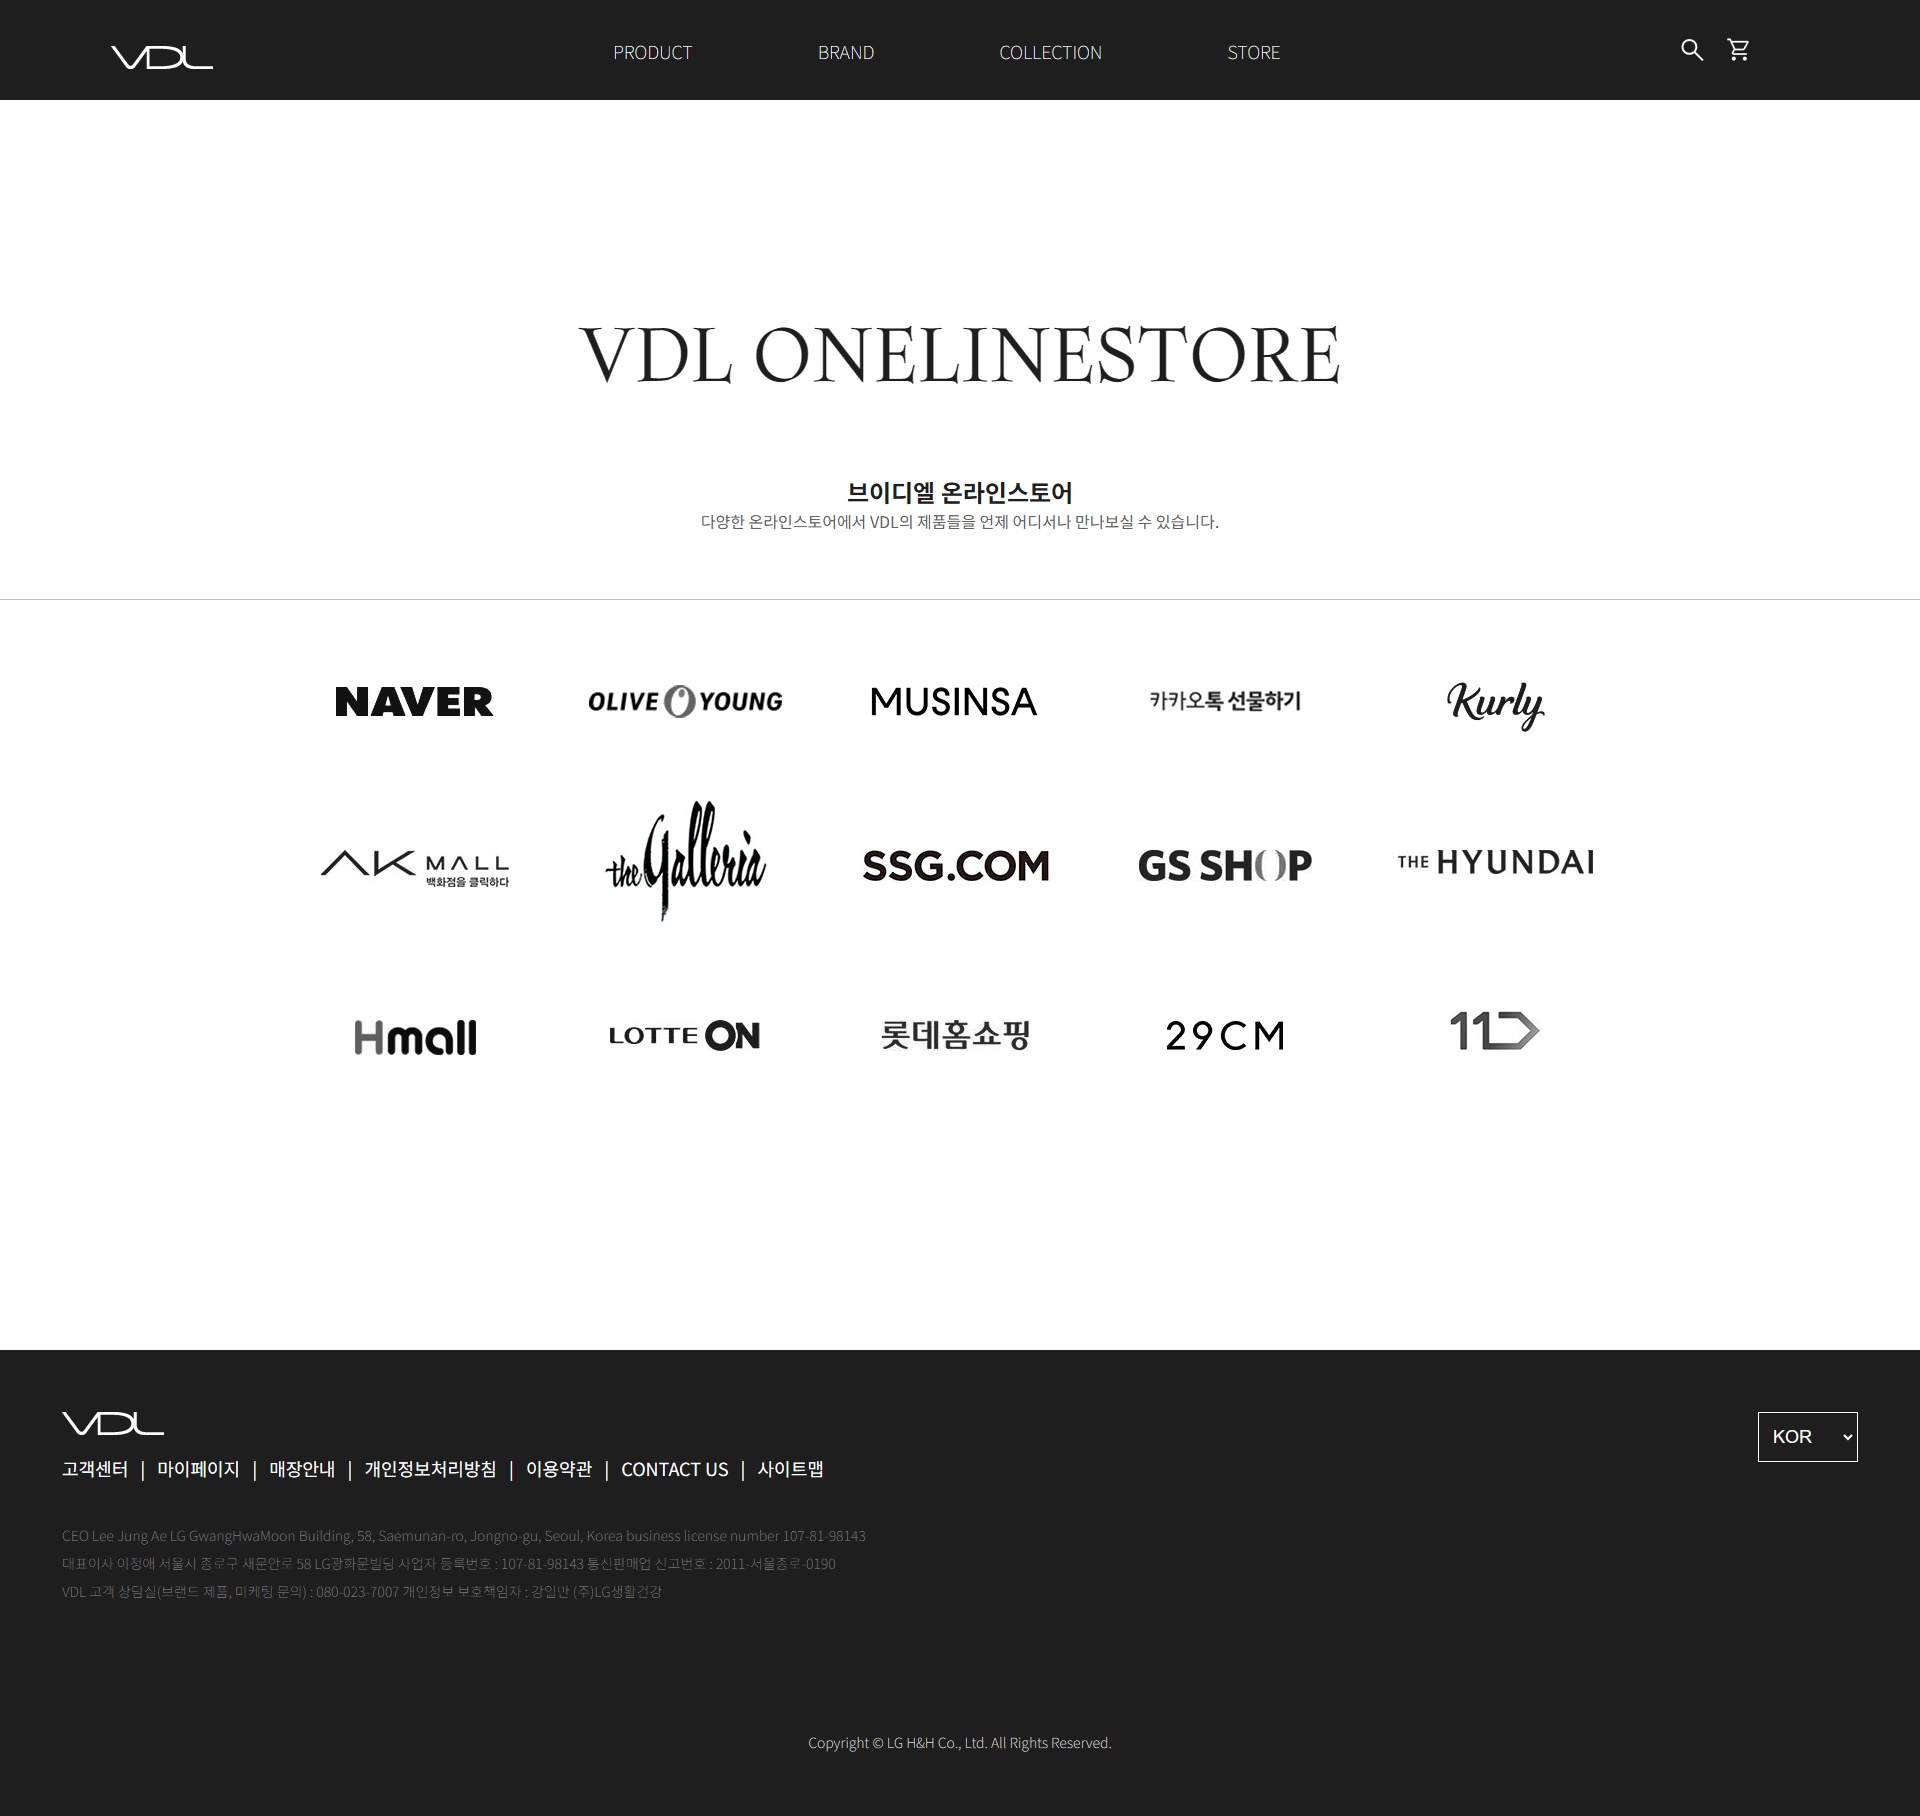 VDL
PRODUCT BRAND COLLECTION STORE
VDL ONELINESTORE
브이디엘 온라인스토어
다양한 온라인스토어에서 VDL의 제품들을 언제 어디서나 만나보실 수 있습니다.
NAVER OLIVE YOUNG MUSINSA 카카오톡 선물하기 Kurly
AK MALL 백화점을 클릭하다 the Galleria SSG.COM GS SHOP THE HYUNDAI
Hmall LOTTE ON 롯데홈쇼핑 29CM 11
VDL
KOR
고객센터 | 마이페이지 | 매장안내 | 개인정보처리방침 | 이용약관 | CONTACT US | 사이트맵
CEO Lee Jung Ae LG GwangHwaMoon Building, 58, Saemunan-ro, Jongno-gu, Seoul, Korea business license number 107-81-98143
대표이사 이정애 서울시 종로구 새문안로 58 LG광화문빌딩 사업자 등록번호 : 107-81-98143 통신판매업 신고번호 : 2011-서울종로-0190
VDL 고객 상담실(브랜드 제품, 미케팅 문의) : 080-023-7007 개인정보 보호책임자 : 강일만 (주)LG생활건강
Copyright © LG H&H Co., Ltd. All Rights Reserved.